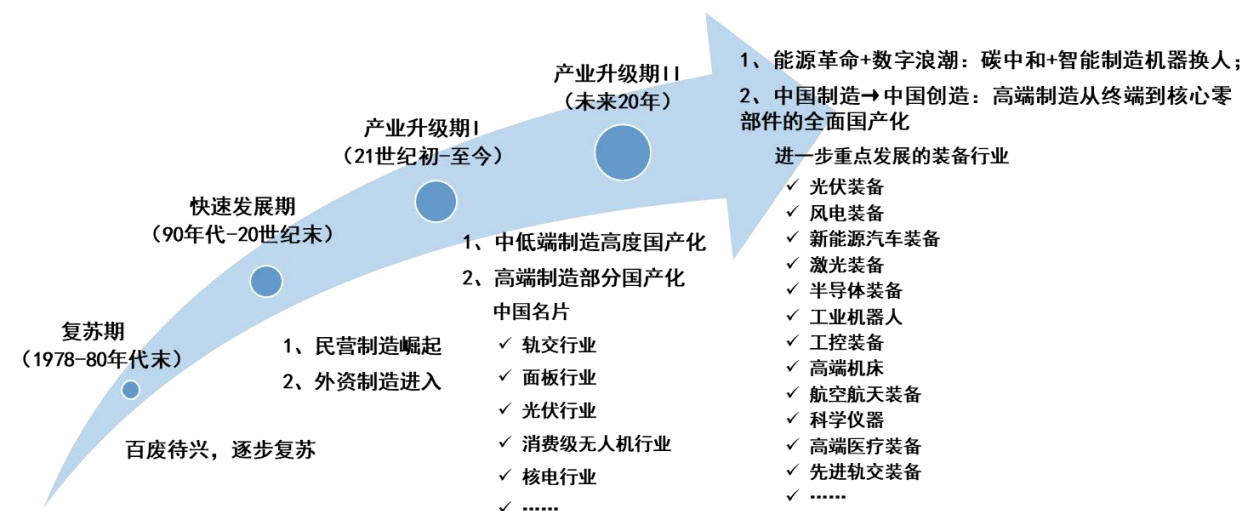 复苏期
（1978-80年代末）
百废待兴，逐步复苏
快速发展期
（90年代-20世纪末）
1、民营制造崛起
2、外资制造进入
产业升级期I
（21世纪初-至今）
1、中低端制造高度国产化
2、高端制造部分国产化
中国名片
✓ 轨交行业
✓ 面板行业
✓ 光伏行业
✓ 消费级无人机行业
✓ 核电行业
✓ ……
产业升级期II
（未来20年）
1、能源革命+数字浪潮：碳中和+智能制造机器换人；
2、中国制造→中国创造：高端制造从终端到核心零
部件的全面国产化
进一步重点发展的装备行业
✓ 光伏装备
✓ 风电装备
✓ 新能源汽车装备
✓ 激光装备
✓ 半导体装备
✓ 工业机器人
✓ 工控装备
✓ 高端机床
✓ 航空航天装备
✓ 科学仪器
✓ 高端医疗装备
✓ 先进轨交装备
✓ ……